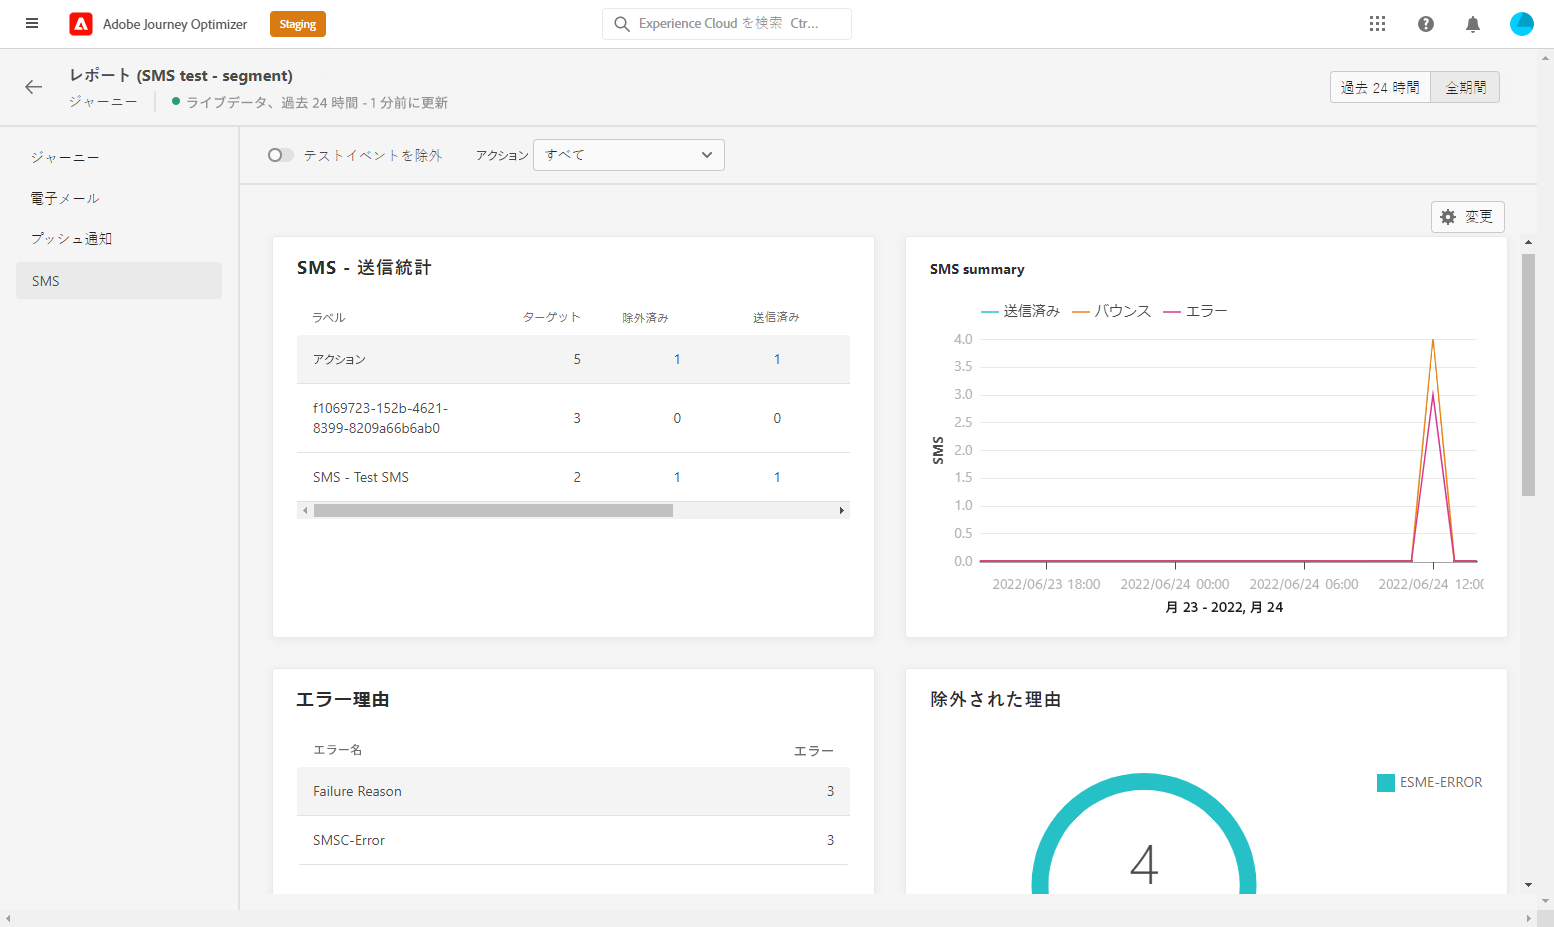 Adobe Journey Optimizer
Staging
Experience Cloud を検索 Ctr...
レポート (SMS test - segment)
ジャーニー
ライブデータ、過去 24 時間 - 1 分前に更新
過去 24 時間
全期間
ジャーニー
電子メール
プッシュ通知
SMS
テストイベントを除外
アクション
すべて
変更
SMS - 送信統計
ラベル ターゲット 除外済み 送信済み
アクション 5 1 1
f1069723-152b-4621-
8399-8209a66b6ab0
3 0 0
SMS - Test SMS 2 1 1
SMS summary
送信済み バウンス エラー
4.0
3.5
3.0
2.5
2.0
1.5
1.0
0.5
0.0
SMS
2022/06/23 18:00 2022/06/24 00:00 2022/06/24 06:00 2022/06/24 12:00
月 23 - 2022, 月 24
エラー理由
エラー名 エラー
Failure Reason 3
SMSC-Error 3
除外された理由
ESME-ERROR
4